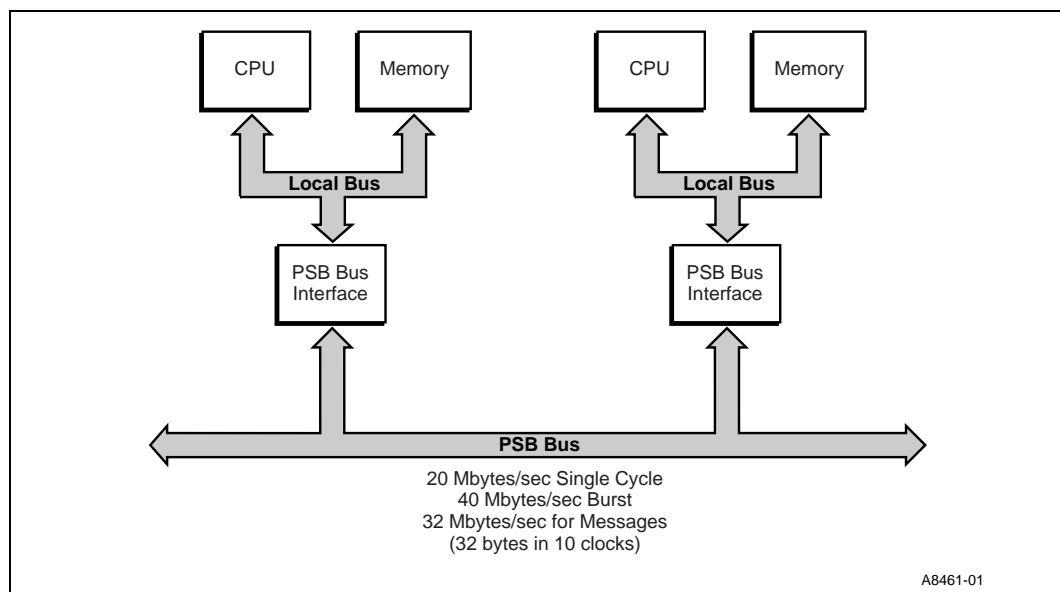 CPU
Memory
CPU
Memory
Local Bus
Local Bus
PSB Bus
Interface
PSB Bus
Interface
PSB Bus
20 Mbytes/sec Single Cycle
40 Mbytes/sec Burst
32 Mbytes/sec for Messages
(32 bytes in 10 clocks)
A8461-01